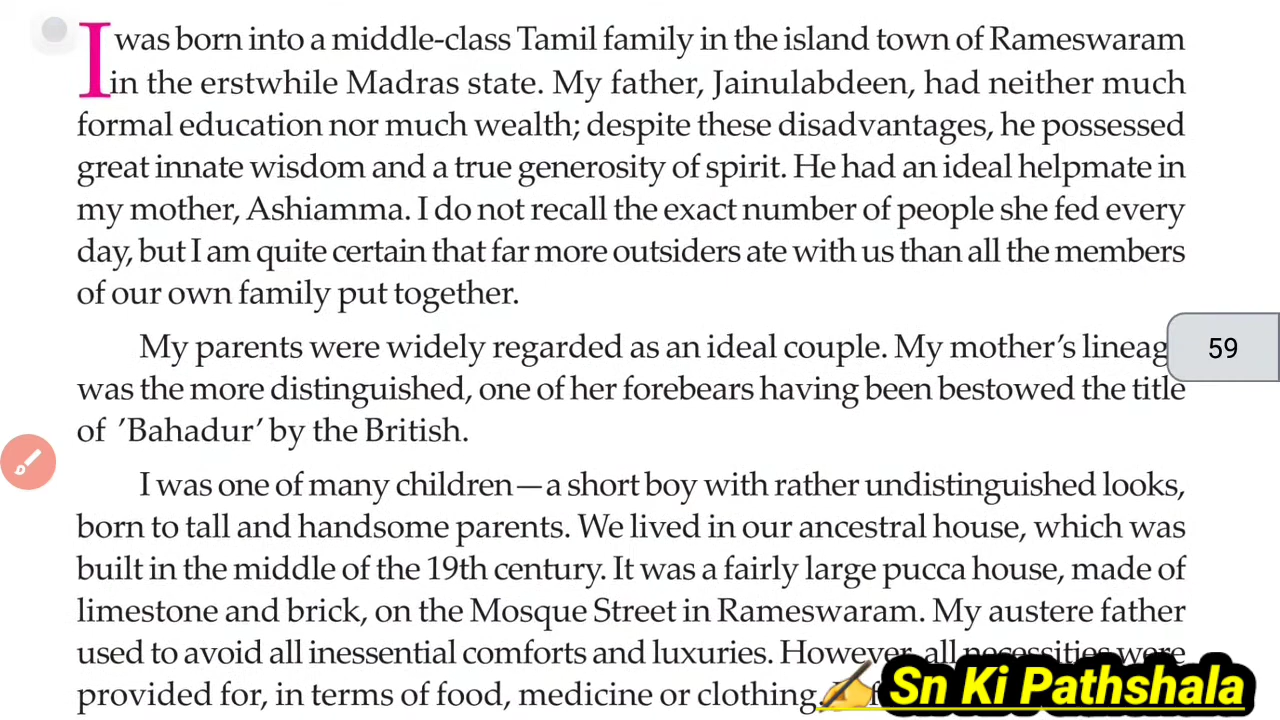 I was born into a middle-class Tamil family in the island town of Rameswaram
in the erstwhile Madras state. My father, Jainulabdeen, had neither much
formal education nor much wealth; despite these disadvantages, he possessed
great innate wisdom and a true generosity of spirit. He had an ideal helpmate in
my mother, Ashiamma. I do not recall the exact number of people she fed every
day, but I am quite certain that far more outsiders ate with us than all the members
of our own family put together.
My parents were widely regarded as an ideal couple. My mother's lineag
59
was the more distinguished, one of her forebears having been bestowed the title
of ’Bahadur’ by the British.
I was one of many children—a short boy with rather undistinguished looks,
born to tall and handsome parents. We lived in our ancestral house, which was
built in the middle of the 19th century. It was a fairly large pucca house, made of
limestone and brick, on the Mosque Street in Rameswaram. My austere father
used to avoid all inessential comforts and luxuries. However, all necessities were
provided for, in terms of food, medicine or clothing.
Sn Ki Pathshala